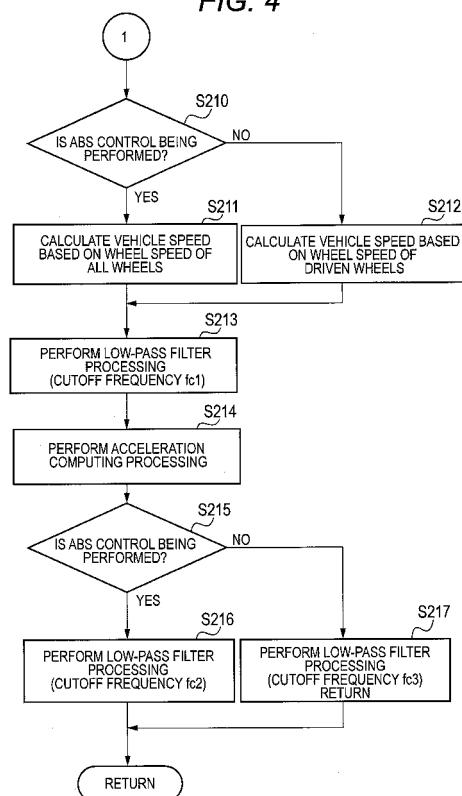 FIG. 4
1
S210
IS ABS CONTROL BEING
PERFORMED?
NO
YES
S211
CALCULATE VEHICLE SPEED
BASED ON WHEEL SPEED OF
ALL WHEELS
S212
CALCULATE VEHICLE SPEED BASED
ON WHEEL SPEED OF
DRIVEN WHEELS
S213
PERFORM LOW-PASS FILTER
PROCESSING
(CUTOFF FREQUENCY fc1)
S214
PERFORM ACCELERATION
COMPUTING PROCESSING
S215
IS ABS CONTROL BEING
PERFORMED?
NO
YES
S216
PERFORM LOW-PASS FILTER
PROCESSING
(CUTOFF FREQUENCY fc2)
S217
PERFORM LOW-PASS FILTER
PROCESSING
(CUTOFF FREQUENCY fc3)
RETURN
RETURN